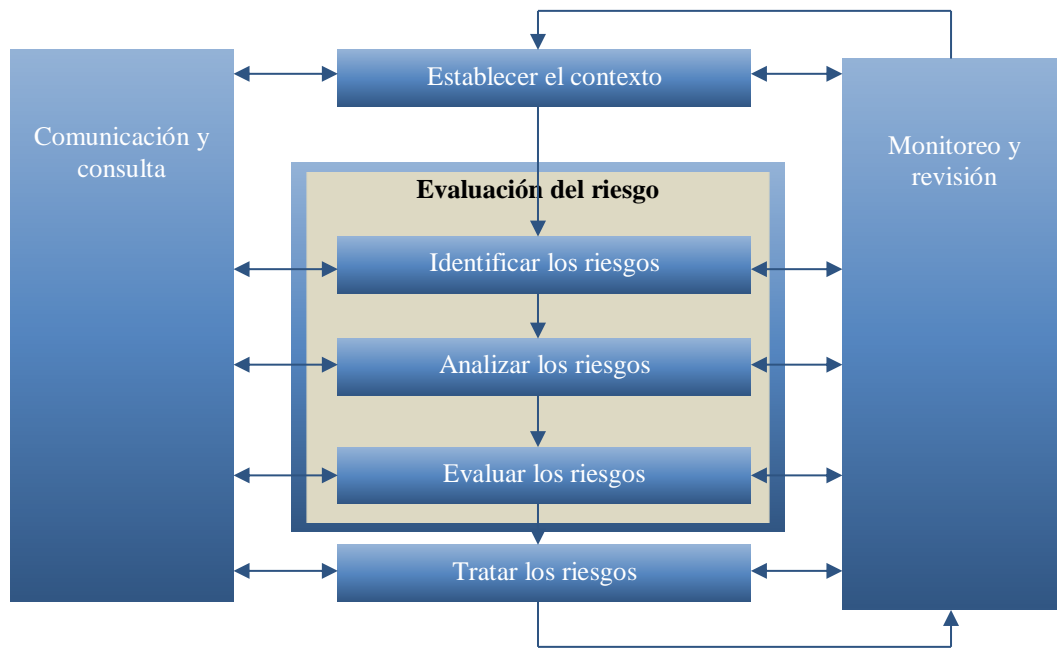 Establecer el contexto
Comunicación y
consulta
Monitoreo y
revisión
Evaluación del riesgo
Identificar los riesgos
Analizar los riesgos
Evaluar los riesgos
Tratar los riesgos